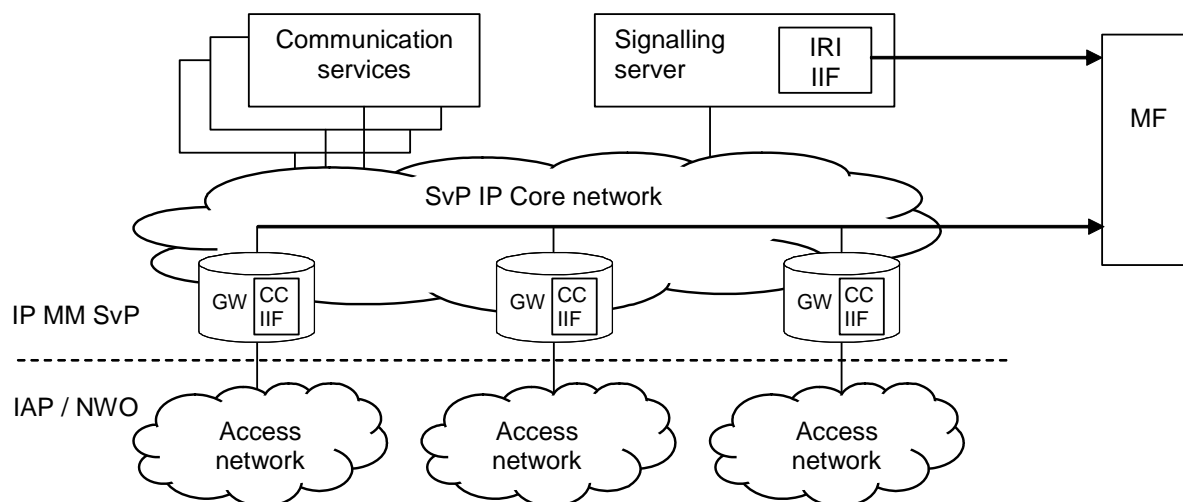 Communication
services
Signalling
server
IRI
IIF
MF
SvP IP Core network
GW
CC
IIF
GW
CC
IIF
GW
CC
IIF
IP MM SvP
IAP / NWO
Access
network
Access
network
Access
network